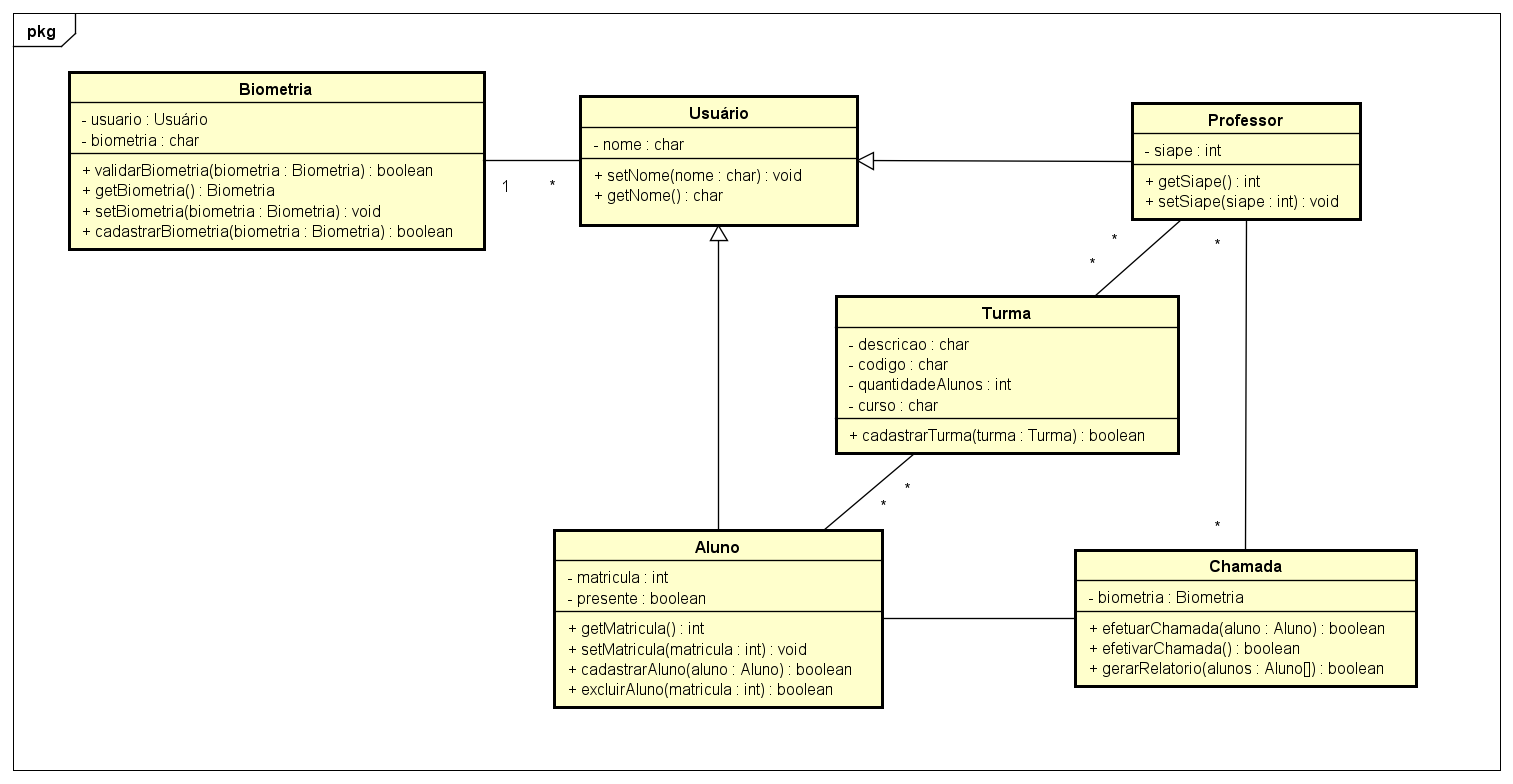 pkg
Biometria
- usuario : Usuário
- biometria : char
+ validarBiometria(biometria : Biometria) : boolean
+ getBiometria() : Biometria
+ setBiometria(biometria : Biometria) : void
+ cadastrarBiometria(biometria : Biometria) : boolean
1
*
Usuário
- nome : char
+ setNome(nome : char) : void
+ getNome() : char
Professor
- siape : int
+ getSiape() : int
+ setSiape(siape : int) : void
*
*
*
Turma
- descricao : char
- codigo : char
- quantidadeAlunos : int
- curso : char
+ cadastrarTurma(turma : Turma) : boolean
*
*
*
Aluno
- matricula : int
- presente : boolean
+ getMatricula() : int
+ setMatricula(matricula : int) : void
+ cadastrarAluno(aluno : Aluno) : boolean
+ excluirAluno(matricula : int) : boolean
Chamada
- biometria : Biometria
+ efetuarChamada(aluno : Aluno) : boolean
+ efetivarChamada() : boolean
+ gerarRelatorio(alunos : Aluno[]) : boolean